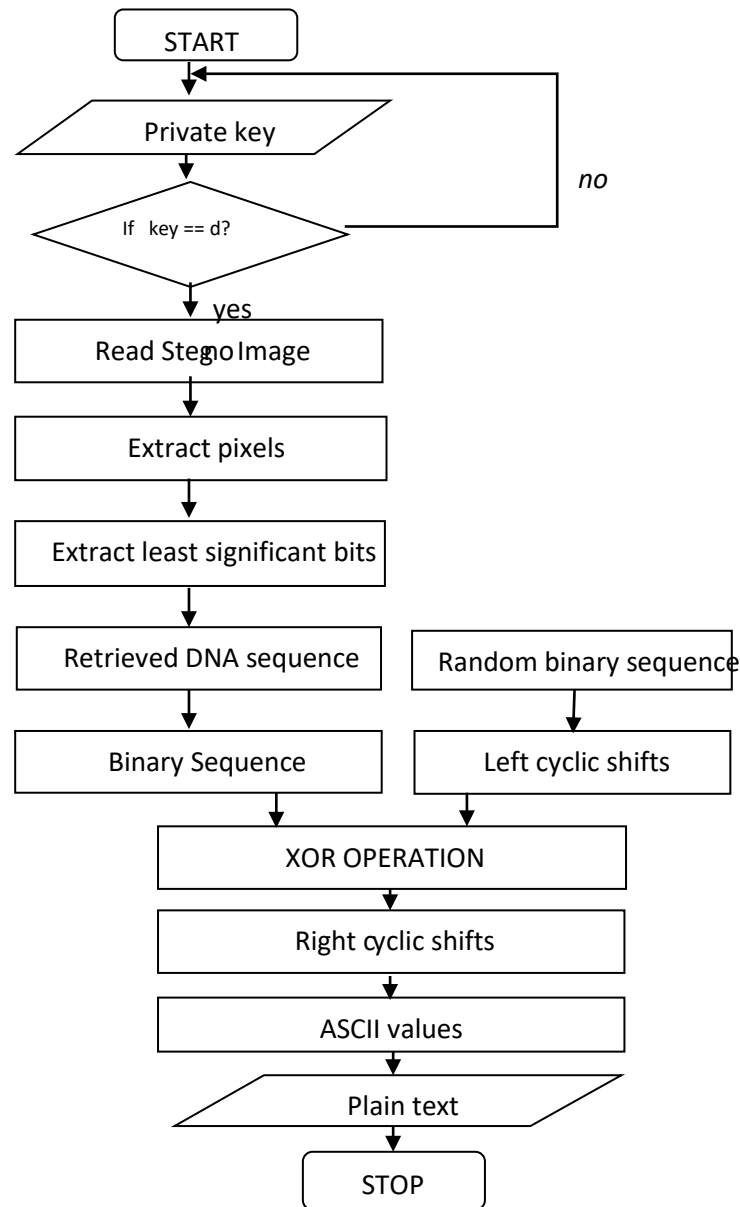 START
Private key
no
If key == d?
yes
Read Stegno Image
Extract pixels
Extract least significant bits
Retrieved DNA sequence
Random binary sequence
Binary Sequence
Left cyclic shifts
XOR OPERATION
Right cyclic shifts
ASCII values
Plain text
STOP